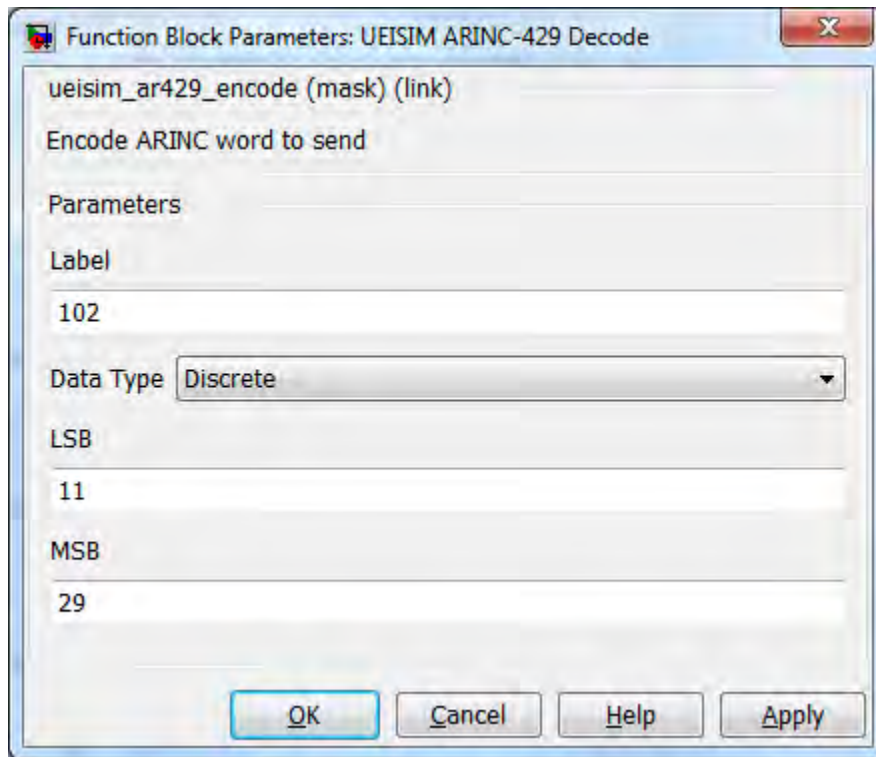 Function Block Parameters: UEISIM ARINC-429 Decode
ueisim_ar429_encode (mask) (link)
Encode ARINC word to send
Parameters
Label
102
Data Type Discrete
LSB
11
MSB
29
OK Cancel Help Apply